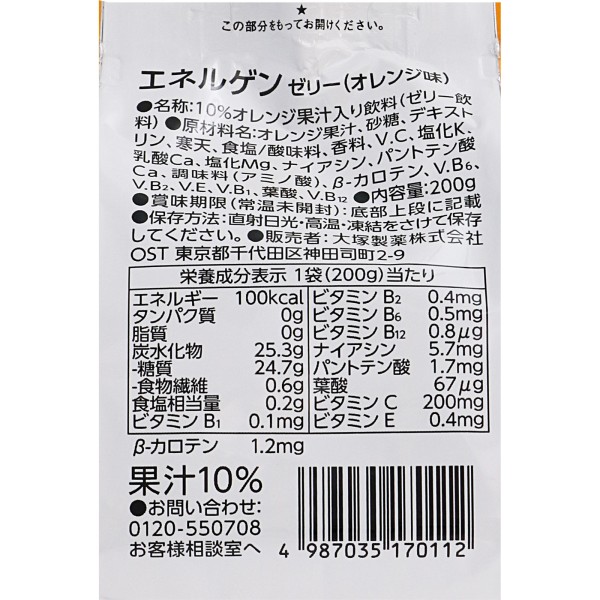 ★
この部分をもってお開けください。
エネルゲン ゼリー(オレンジ味)
●名称:10%オレンジ果汁入り飲料(ゼリー飲
料)●原材料名:オレンジ果汁、砂糖、デキスト
リン、寒天、食塩/酸味料、香料、V.C、塩化K、
乳酸Ca、塩化Mg、ナイアシン、パントテン酸
Ca、調味料(アミノ酸)、β-カロテン、V.B6、
V.B2、V.E、V.B1、葉酸、V.B12 ●内容量:200g
●賞味期限(常温未開封):底部上段に記載
●保存方法:直射日光・高温・凍結をさけて保存
してください。●販売者:大塚製薬株式会社
OST 東京都千代田区神田司町2-9
栄養成分表示 1袋(200g)当たり
エネルギー 100kcal ビタミン B2 0.4mg
タンパク質 0g ビタミン B6 0.5mg
脂質 0g ビタミン B12 0.8μg
炭水化物 25.3g ナイアシン 5.7mg
-糖質 24.7g パントテン酸 1.7mg
-食物繊維 0.6g 葉酸 67μg
食塩相当量 0.2g ビタミン C 200mg
ビタミン B1 0.1mg ビタミン E 0.4mg
β-カロテン 1.2mg
果汁10%
●お問い合わせ:
0120-550708
お客様相談室へ
4 987035 170112